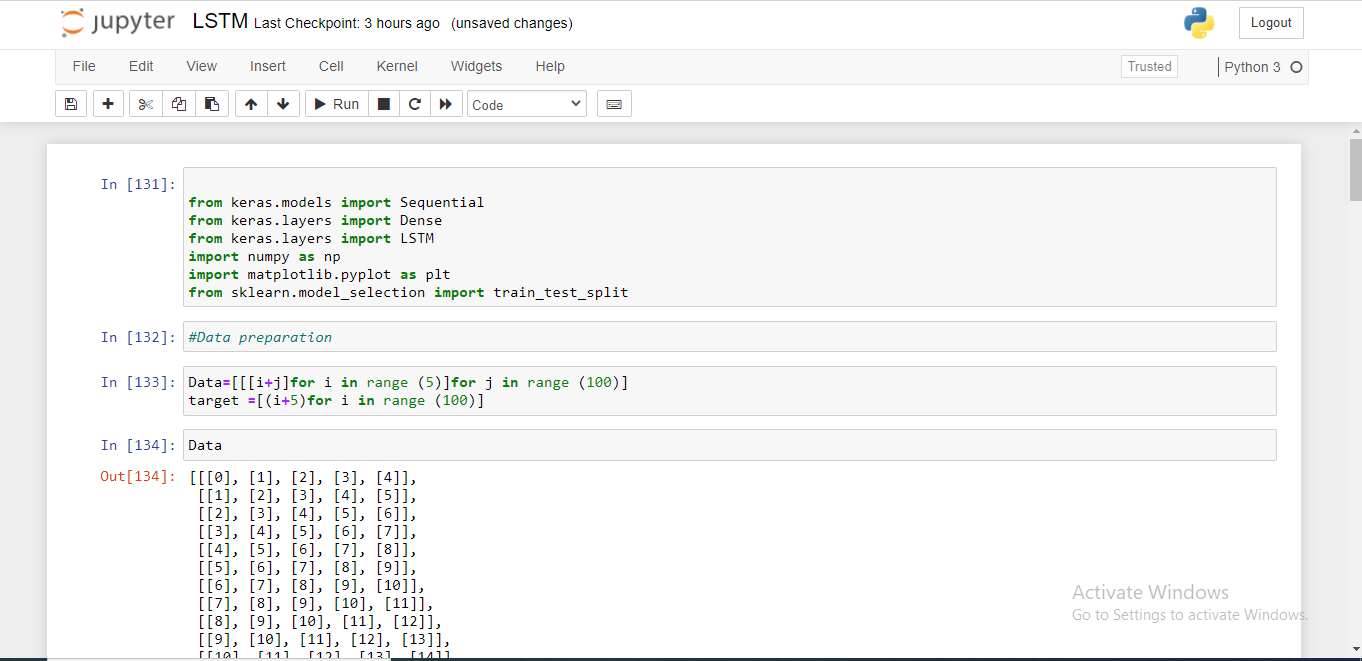 jupyter LSTM Last Checkpoint: 3 hours ago (unsaved changes)
Logout
File Edit View Insert Cell Kernel Widgets Help
Trusted
Python 3
Run
Code
In [131]:
from keras.models import Sequential
from keras.layers import Dense
from keras.layers import LSTM
import numpy as np
import matplotlib.pyplot as plt
from sklearn.model_selection import train_test_split
In [132]: #Data preparation
In [133]: Data=[[[i+j]for i in range (5)]for j in range (100)]
target =[(i+5)for i in range (100)]
In [134]: Data
Out[134]: [[[0], [1], [2], [3], [4]],
[[1], [2], [3], [4], [5]],
[[2], [3], [4], [5], [6]],
[[3], [4], [5], [6], [7]],
[[4], [5], [6], [7], [8]],
[[5], [6], [7], [8], [9]],
[[6], [7], [8], [9], [10]],
[[7], [8], [9], [10], [11]],
[[8], [9], [10], [11], [12]],
[[9], [10], [11], [12], [13]],
[[10], [11], [12], [13], [14]],
Activate Windows
Go to Settings to activate Windows.